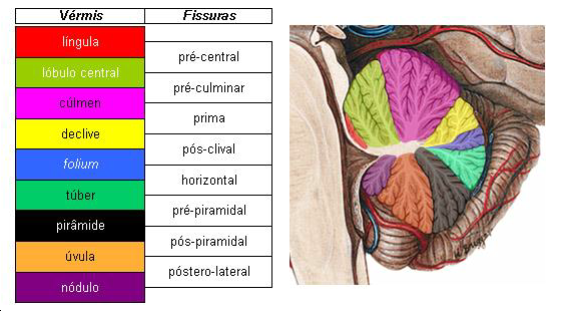 Vérmis Fissuras
língula
pré-central
lóbulo central
pré-culminar
cúlmen
prima
declive
pós-clival
folium
horizontal
túber
pré-piramidal
pirâmide
pós-piramidal
úvula
póstero-lateral
nódulo